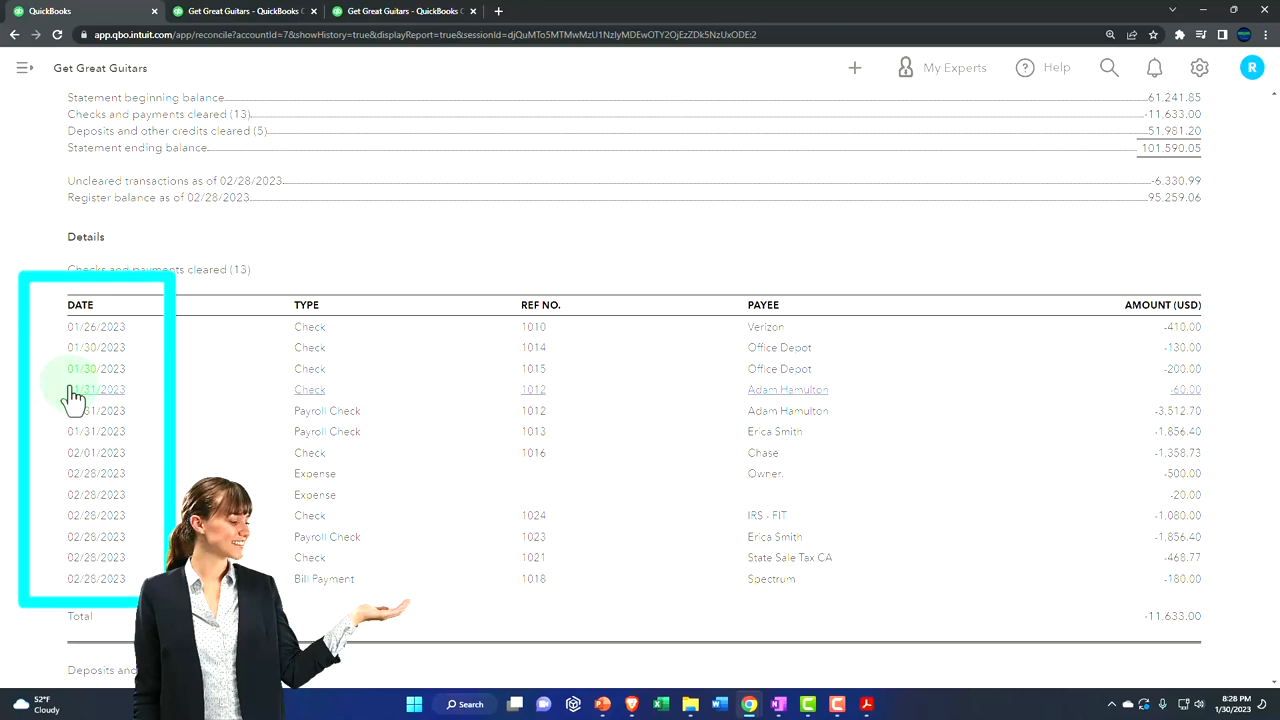 QuickBooks
Get Great Guitars - QuickBooks C
Get Great Guitars - QuickBooks C
app.qbo.intuit.com/app/reconcile?accountId=7&showHistory=true&displayReport=true&sessionId=djQuMTo5MTMwMzU1NzIyMDEwOTY2OjEzZDk5NzUxODE:2
Get Great Guitars
My Experts
Help
R
Statement beginning balance 61,241.85
Checks and payments cleared (13) -11,633.00
Deposits and other credits cleared (5) 51,981.20
Statement ending balance 101,590.05
Uncleared transactions as of 02/28/2023 -6,330.99
Register balance as of 02/28/2023 95,259.06
Details
Checks and payments cleared (13)
DATE TYPE REF NO. PAYEE AMOUNT (USD)
01/26/2023 Check 1010 Verizon -410.00
01/30/2023 Check 1014 Office Depot -130.00
01/30/2023 Check 1015 Office Depot -200.00
01/31/2023 Check 1012 Adam Hamulton -60.00
/31/2023 Payroll Check 1012 Adam Hamulton -3,512.70
01/31/2023 Payroll Check 1013 Erica Smith -1,856.40
02/01/2023 Check 1016 Chase -1,358.73
02/28/2023 Expense Owner. -500.00
02/28/2023 Expense -20.00
02/28/2023 Check 1024 IRS - FIT -1,080.00
02/28/2023 Payroll Check 1023 Erica Smith -1,856.40
02/28/2023 Check 1021 State Sale Tax CA -468.77
02/28/2023 Bill Payment 1018 Spectrum -180.00
Total -11,633.00
Deposits and
52°F
Cloudy
Search
8:28 PM
1/30/2023